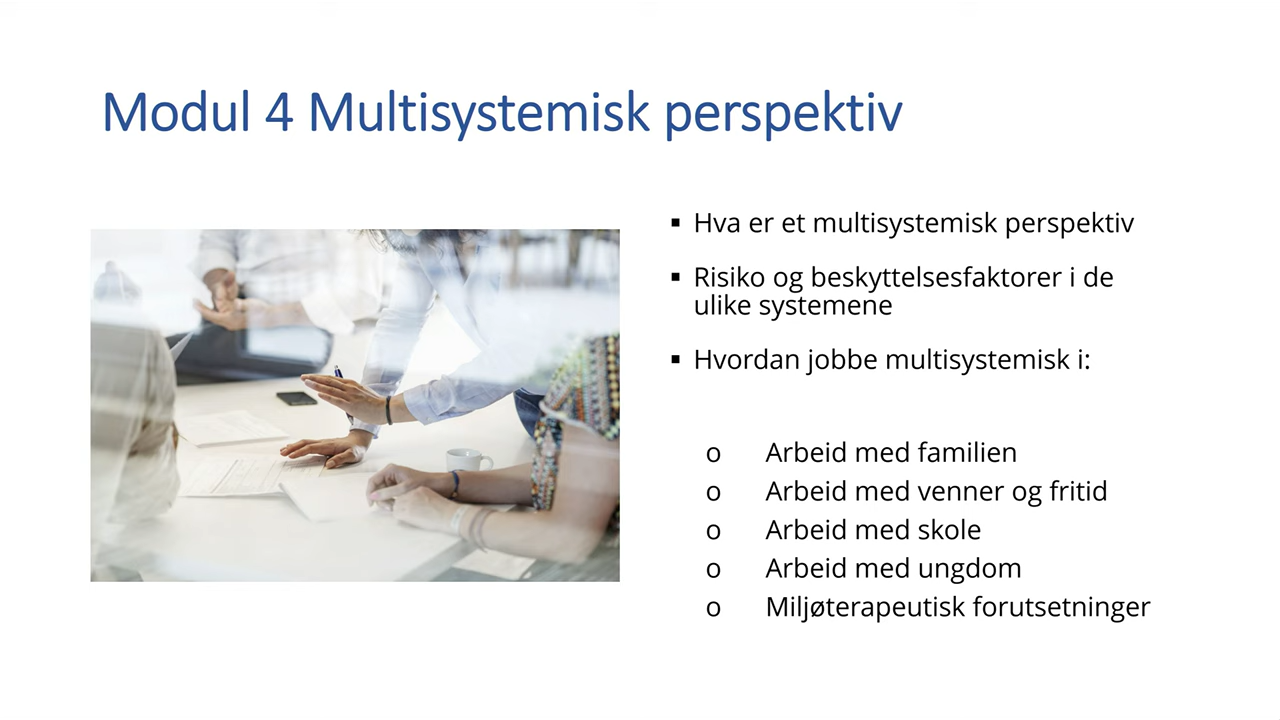 Modul 4 Multisystemisk perspektiv
▪ Hva er et multisystemisk perspektiv
▪ Risiko og beskyttelsesfaktorer i de
ulike systemene
▪ Hvordan jobbe multisystemisk i:
o Arbeid med familien
o Arbeid med venner og fritid
o Arbeid med skole
o Arbeid med ungdom
o Miljøterapeutisk forutsetninger